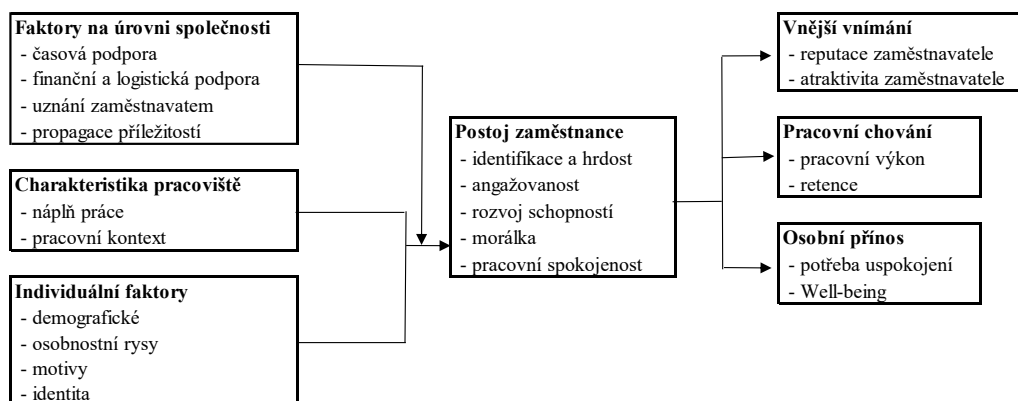 Faktory na úrovni společnosti
- časová podpora
- finanční a logistická podpora
- uznání zaměstnavatem
- propagace příležitostí
Charakteristika pracoviště
- náplň práce
- pracovní kontext
Individuální faktory
- demografické
- osobnostní rysy
- motivy
- identita
Postoj zaměstnance
- identifikace a hrdost
- angažovanost
- rozvoj schopností
- morálka
- pracovní spokojenost
Vnější vnímání
- reputace zaměstnavatele
- atraktivita zaměstnavatele
Pracovní chování
- pracovní výkon
- retence
Osobní přínos
- potřeba uspokojení
- Well-being